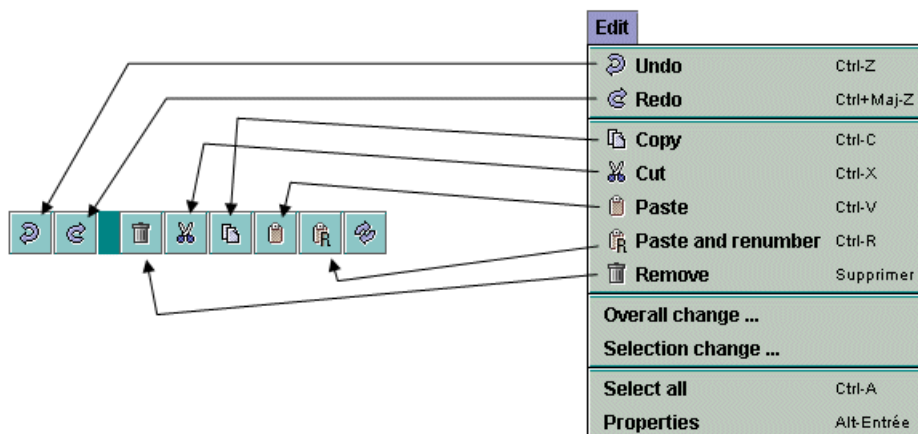 Edit
Undo Ctrl-Z
Redo Ctrl+Maj-Z
Copy Ctrl-C
Cut Ctrl-X
Paste Ctrl-V
R Paste and renumber Ctrl-R
Remove Supprimer
Overall change ...
Selection change ...
Select all Ctrl-A
Properties Alt-Entrée
R